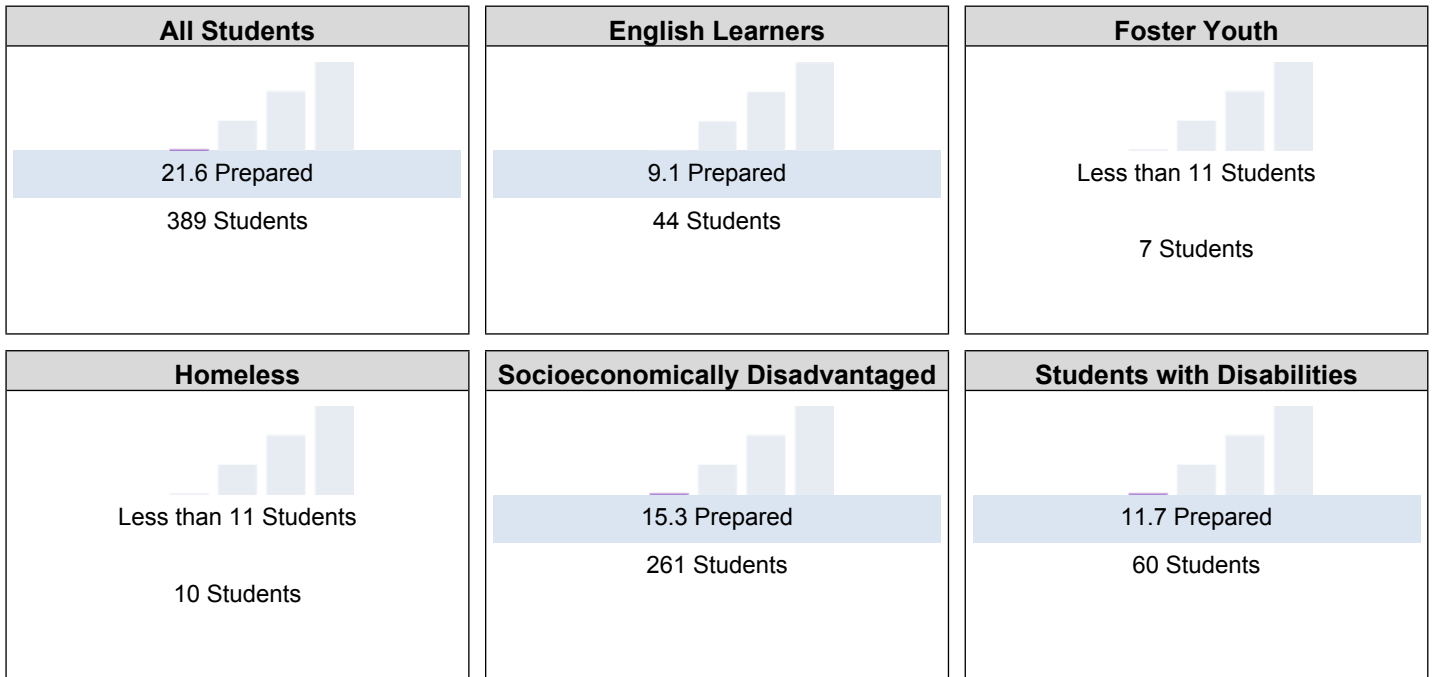 All Students
21.6 Prepared
389 Students
English Learners
9.1 Prepared
44 Students
Foster Youth
Less than 11 Students
7 Students
Homeless
Less than 11 Students
10 Students
Socioeconomically Disadvantaged
15.3 Prepared
261 Students
Students with Disabilities
11.7 Prepared
60 Students